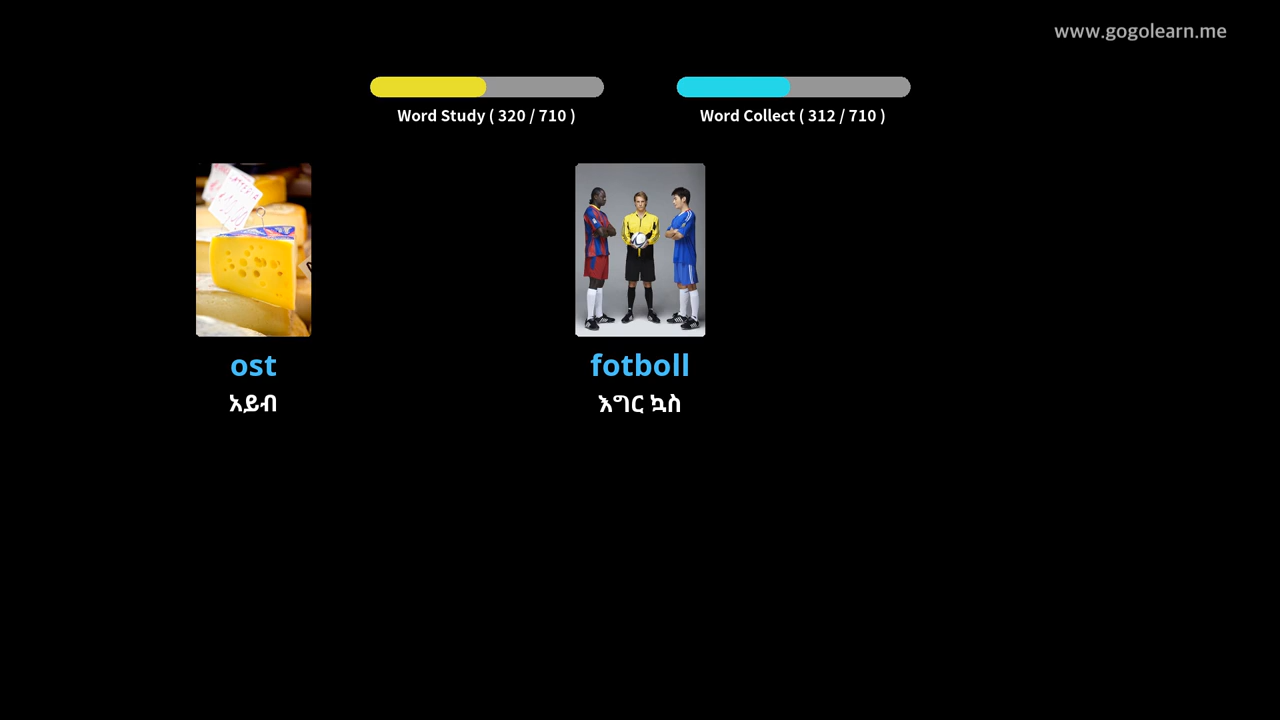 www.gogolearn.me
Word Study ( 320 / 710 )
Word Collect ( 312 / 710 )
ost
አይብ
fotboll
እግር ኳስ